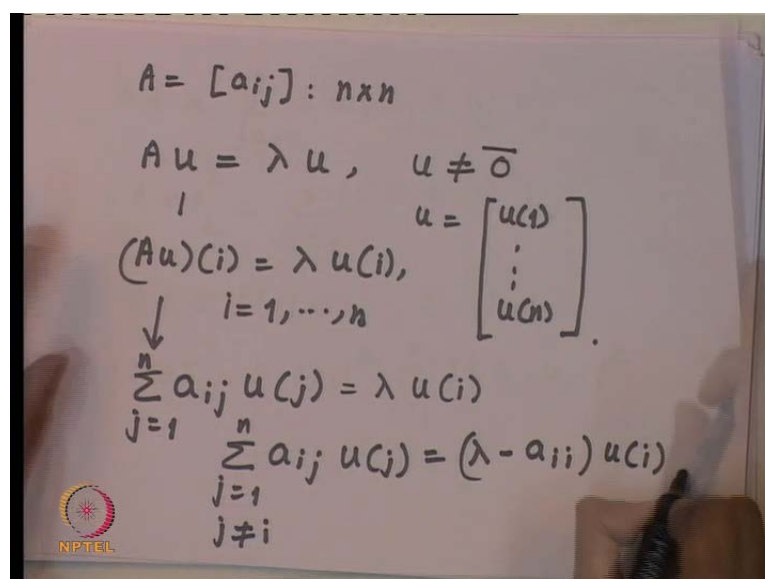 A = [aij] : n×n
Au = λu, u ≠ 0̅
u = [u(1) ⋮ u(n)].
(Au)(i) = λ u(i),
i = 1, ···, n
↓
n∑j=1 aij u(j) = λ u(i)
n∑j=1 j≠i aij u(j) = (λ - aii) u(i)
NPTEL